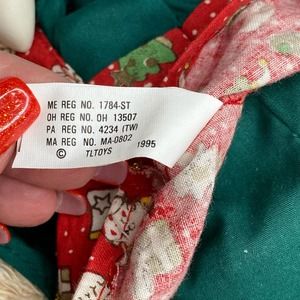 ME REG NO. 1784-ST
OH REG NO. OH 13507
PA REG NO. 4234 (TW)
MA REG NO. MA-0802
© TLTOYS 1995